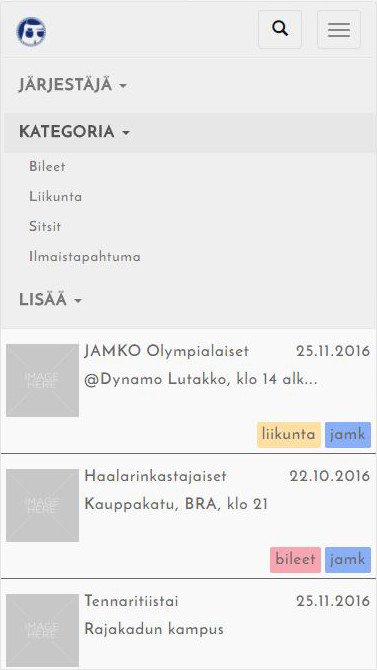 JÄRJESTÄJÄ
KATEGORIA
Bileet
Liikunta
Sitsit
Ilmaistapahtuma
LISÄÄ
IMAGE
HERE
JAMKO Olympialaiset 25.11.2016
@Dynamo Lutakko, klo 14 alk...
liikunta jamk
IMAGE
HERE
Haalarinkastajaiset 22.10.2016
Kauppakatu, BRA, klo 21
bileet jamk
IMAGE
HERE
Tennaritiistai 25.11.2016
Rajakadun kampus